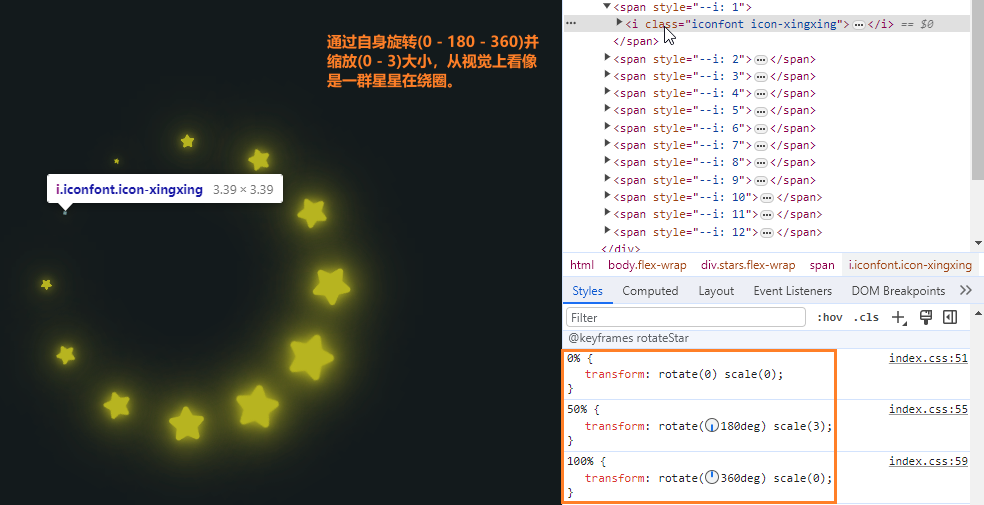 通过自身旋转(0 - 180 - 360)并
缩放(0 - 3)大小，从视觉上看像
是一群星星在绕圈。
i.iconfont.icon-xingxing 3.39 × 3.39
<span style="--i: 1">
<i class="iconfont icon-xingxing"> </i> == $0
</span>
<span style="--i: 2"> </span>
<span style="--i: 3"> </span>
<span style="--i: 4"> </span>
<span style="--i: 5"> </span>
<span style="--i: 6"> </span>
<span style="--i: 7"> </span>
<span style="--i: 8"> </span>
<span style="--i: 9"> </span>
<span style="--i: 10"> </span>
<span style="--i: 11"> </span>
<span style="--i: 12"> </span>
</div>
html body.flex-wrap div.stars.flex-wrap span i.iconfont.icon-xingxing
Styles Computed Layout Event Listeners DOM Breakpoints
Filter :hov .cls
@keyframes rotateStar
0% { index.css:51
transform: rotate(0) scale(0);
}
50% { index.css:55
transform: rotate(180deg) scale(3);
}
100% { index.css:59
transform: rotate(360deg) scale(0);
}